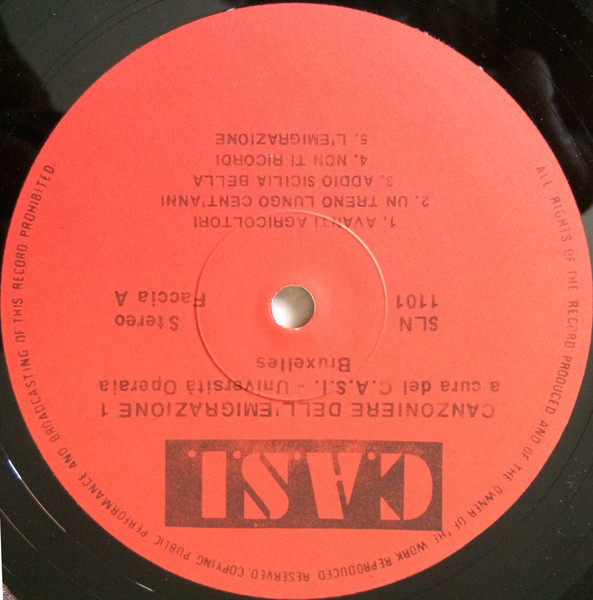 C.A.S.I.
CANZONIERE DELL'EMIGRAZIONE 1
a cura del C.A.S.I. - Università Operaia
Bruxelles
SLN
1101
Stereo
Faccia A
1. AVANTI AGRICOLTORI
2. UN TRENO LUNGO CENT'ANNI
3. ADDIO SICILIA BELLA
4. NON TI RICORDI
5. L'EMIGRAZIONE
ALL RIGHTS OF THE RECORD PRODUCED AND OF THE OWNER OF THE WORK REPRODUCED RESERVED. COPYING PUBLIC PERFORMANCE AND BROADCASTING OF THIS RECORD PROHIBITED